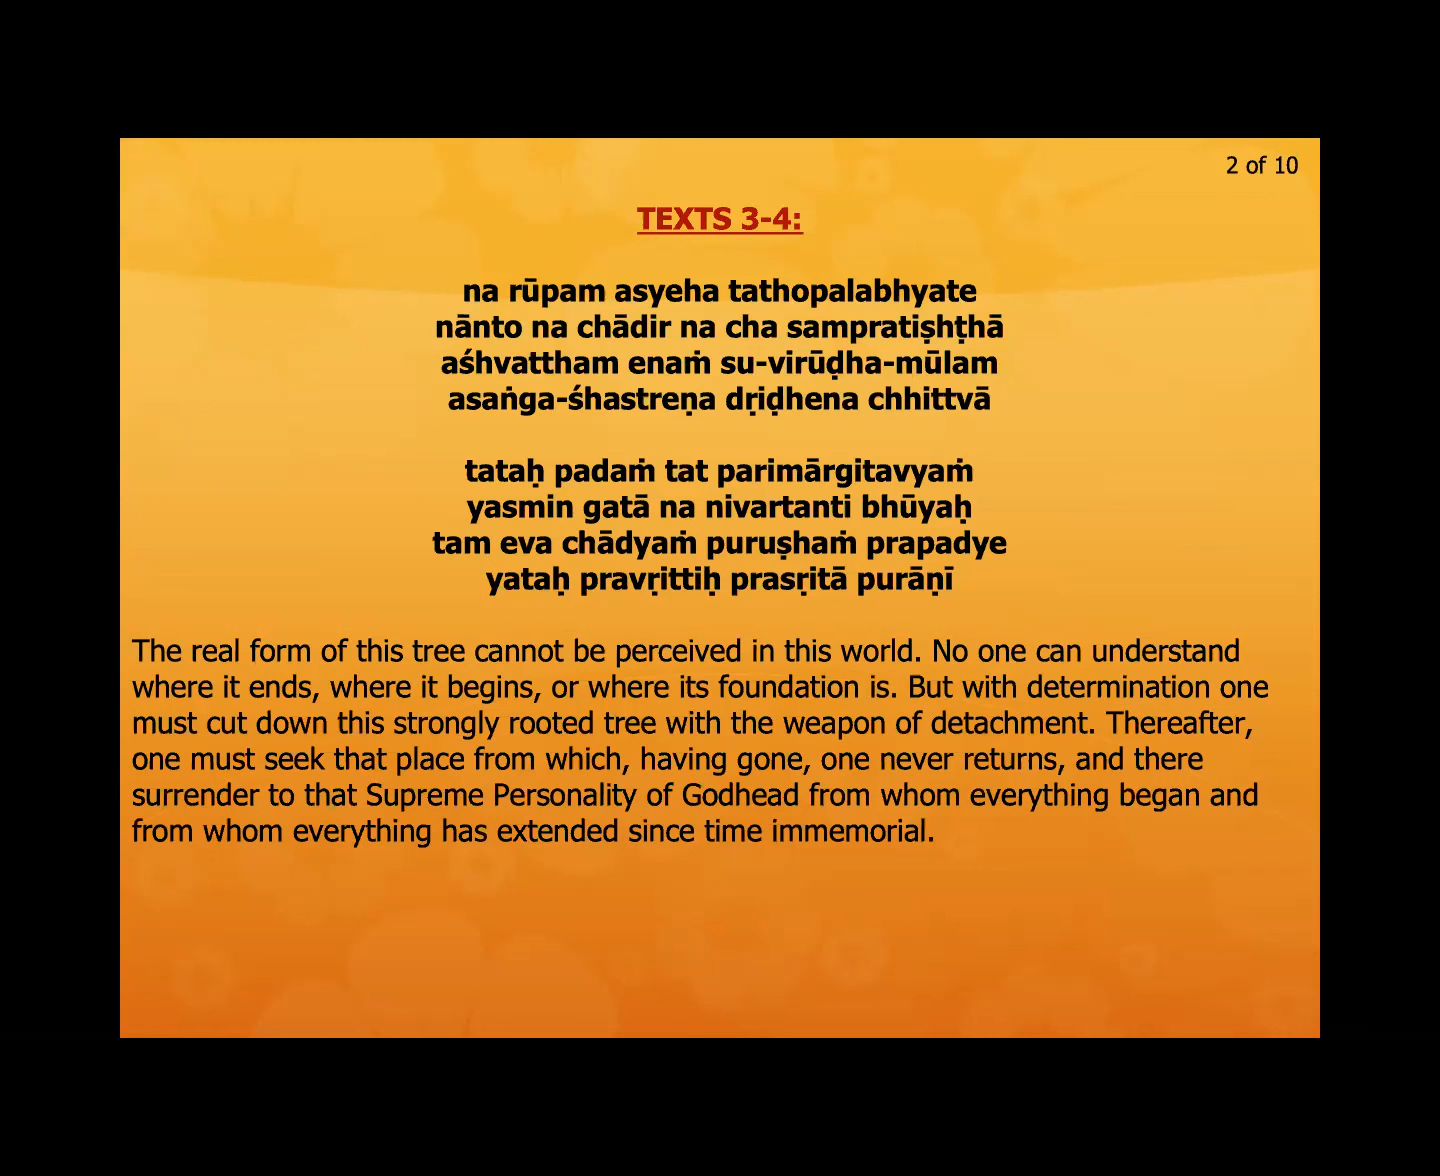 2 of 10
TEXTS 3-4:
na rūpam asyeha tathopalabhyate
nānto na chādir na cha sampratiṣhṭhā
aśhvattham enaṁ su-virūḍha-mūlam
asaṅga-śhastreṇa dṛiḍhena chhittvā
tataḥ padaṁ tat parimārgitavyaṁ
yasmin gatā na nivartanti bhūyaḥ
tam eva chādyaṁ puruṣhaṁ prapadye
yataḥ pravṛittiḥ prasṛitā purāṇī
The real form of this tree cannot be perceived in this world. No one can understand
where it ends, where it begins, or where its foundation is. But with determination one
must cut down this strongly rooted tree with the weapon of detachment. Thereafter,
one must seek that place from which, having gone, one never returns, and there
surrender to that Supreme Personality of Godhead from whom everything began and
from whom everything has extended since time immemorial.